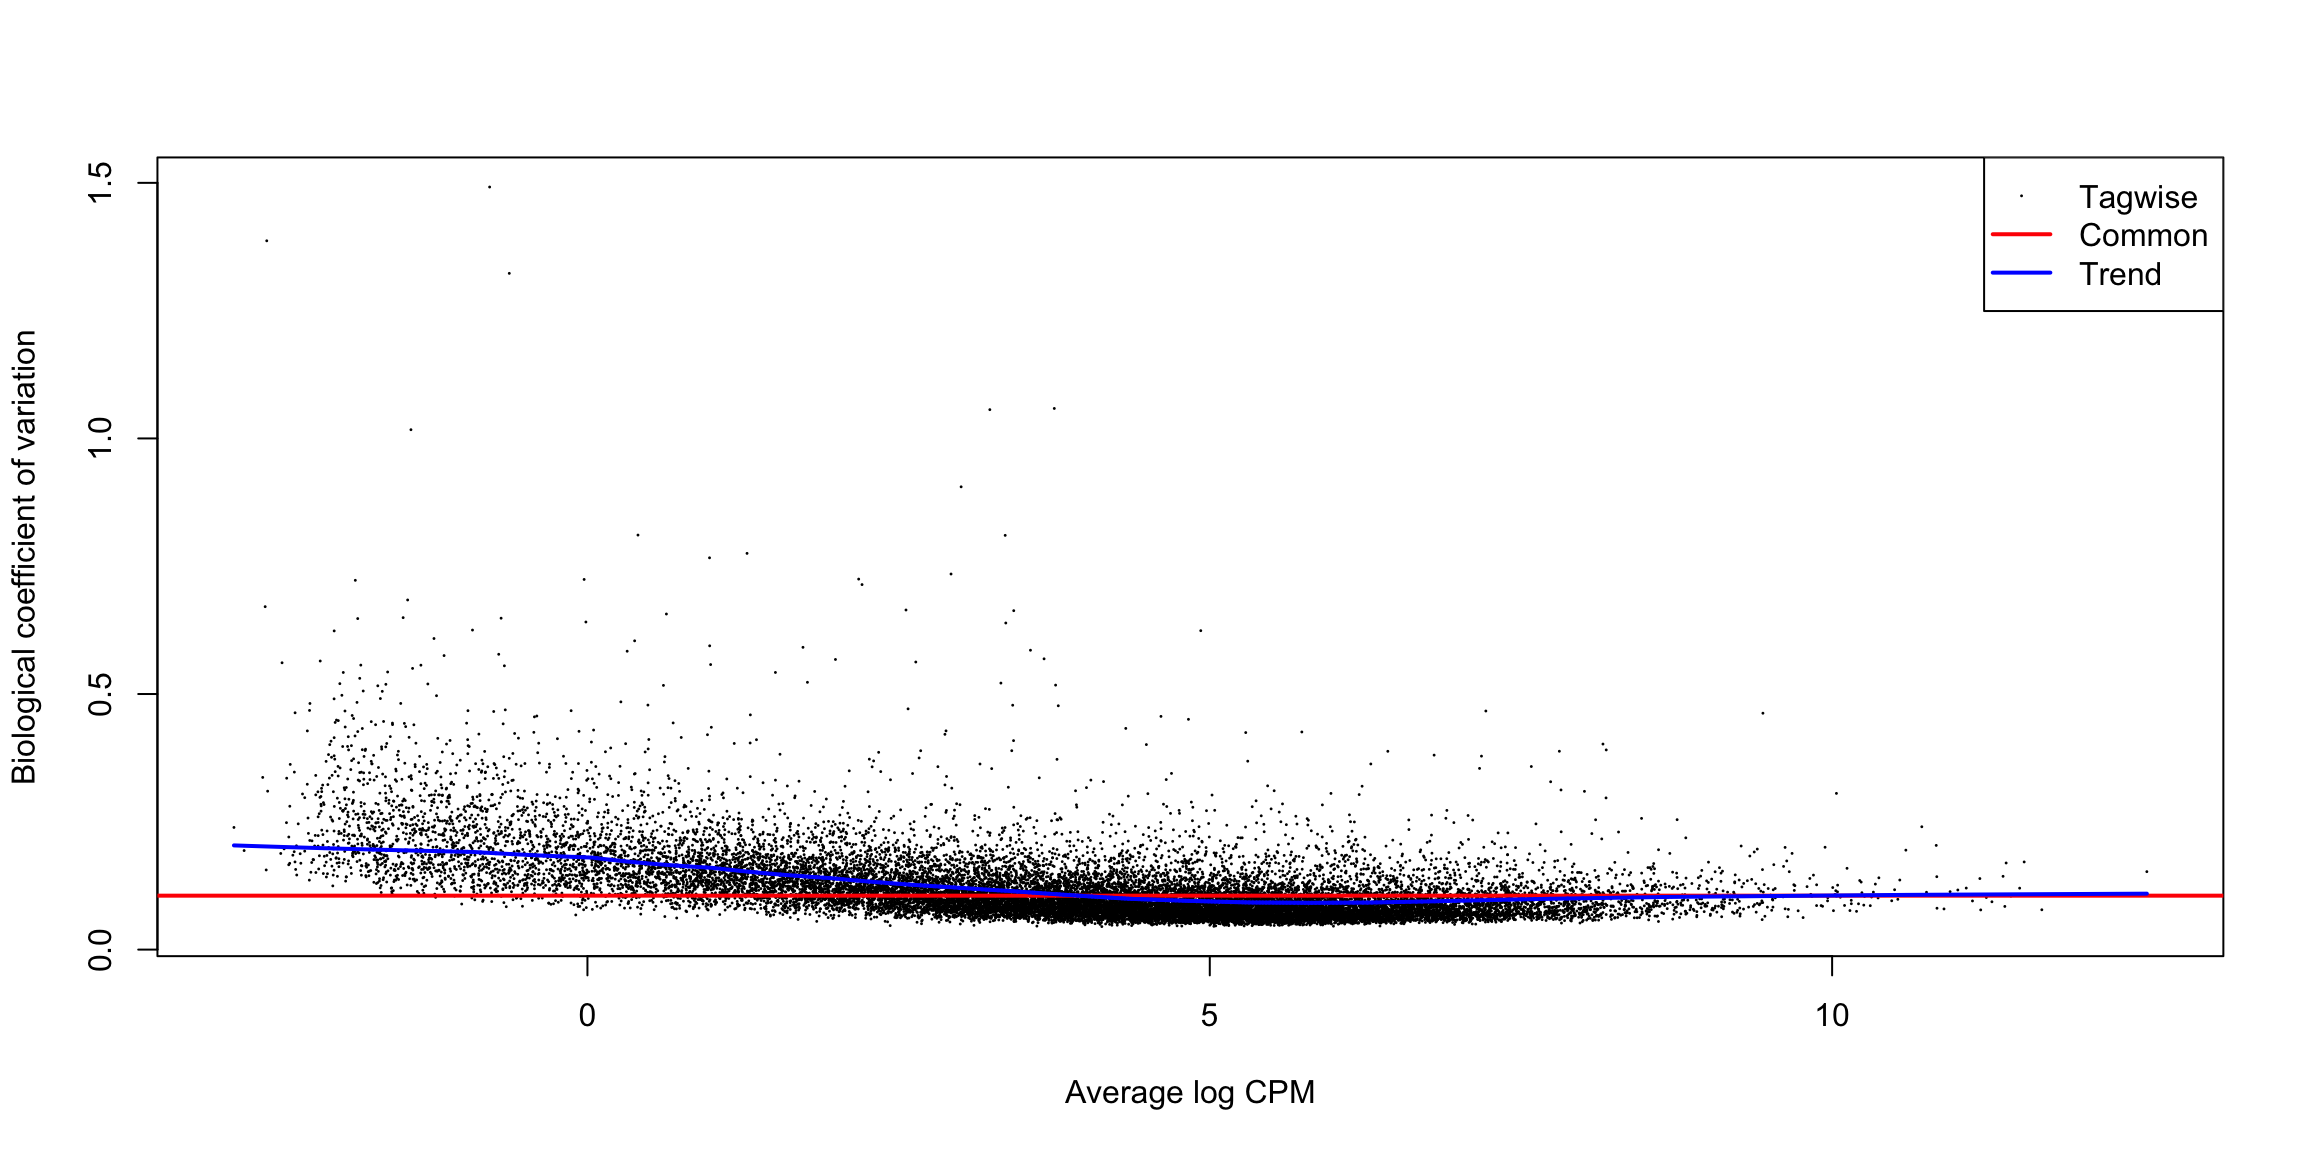 Tagwise
Common
Trend
Biological coefficient of variation
1.5
1.0
0.5
0.0
0
5
10
Average log CPM